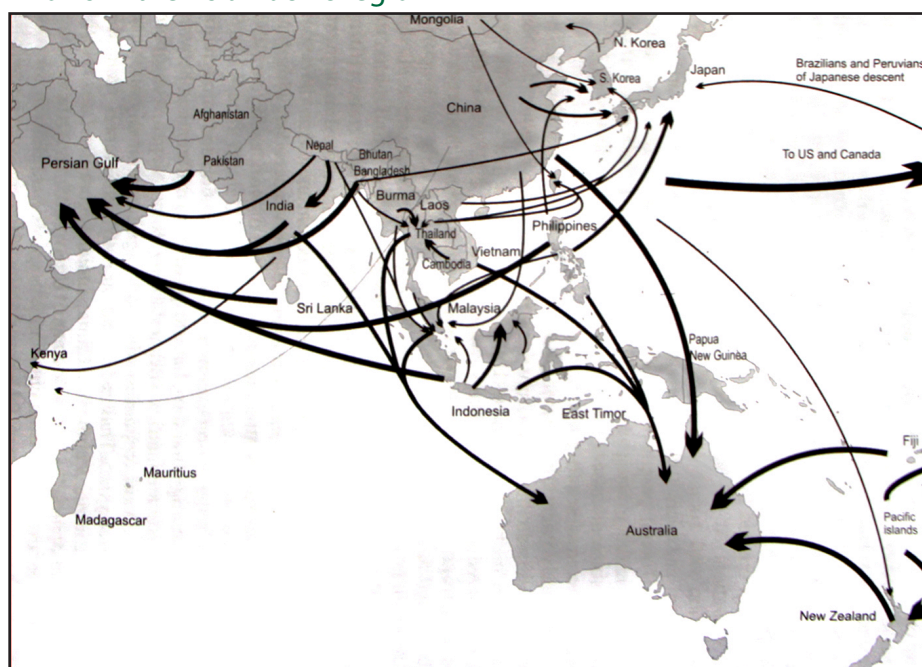 Mongolia
N. Korea
S. Korea
Japan
Brazilians and Peruvians
of Japanese descent
China
Afghanistan
Nepal
Bhutan
Persian Gulf
Pakistan
Bangladesh
To US and Canada
Burma
India
Laos
Philippines
Thailand
Vietnam
Cambodia
Sri Lanka
Malaysia
Papua
New Guinea
Kenya
Indonesia
East Timor
Fiji
Mauritius
Pacific
islands
Madagascar
Australia
New Zealand